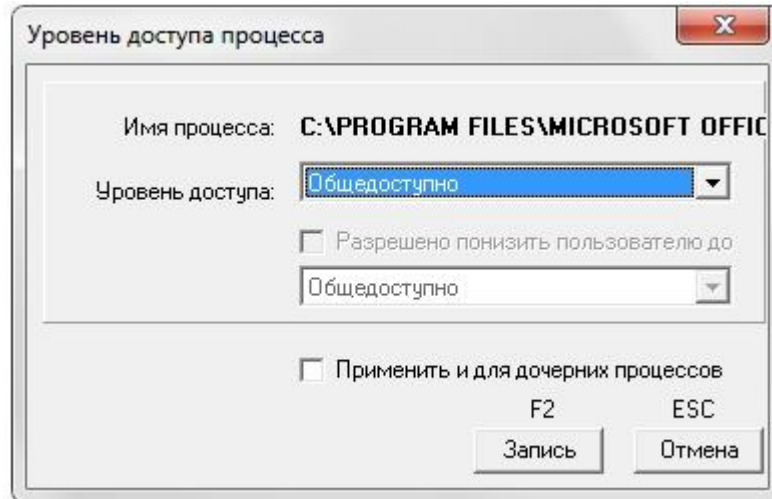 Уровень доступа процесса
Имя процесса: C:\PROGRAM FILES\MICROSOFT OFFIC
Уровень доступа: Общедоступно
Разрешено понизить пользователю до
Общедоступно
Применить и для дочерних процессов
F2 ESC
Запись Отмена